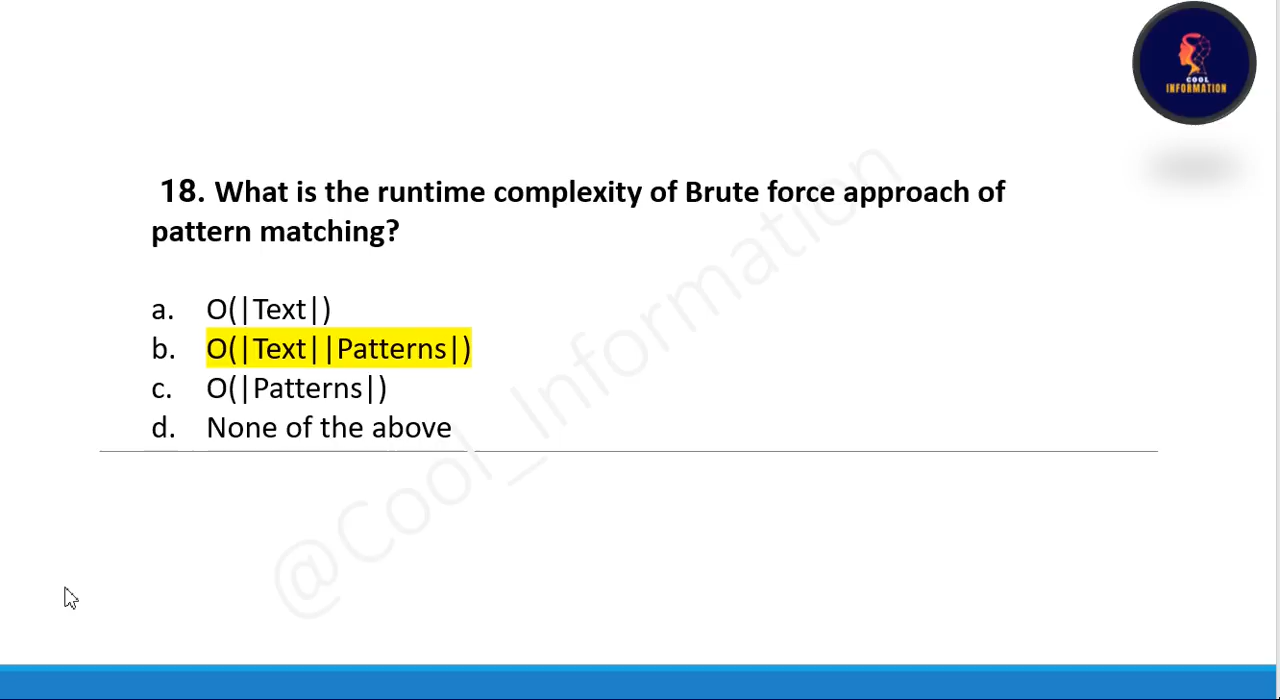 COOL
INFORMATION
18. What is the runtime complexity of Brute force approach of
pattern matching?
a. O(|Text|)
b. O(|Text||Patterns|)
c. O(|Patterns|)
d. None of the above
@Cool_Information